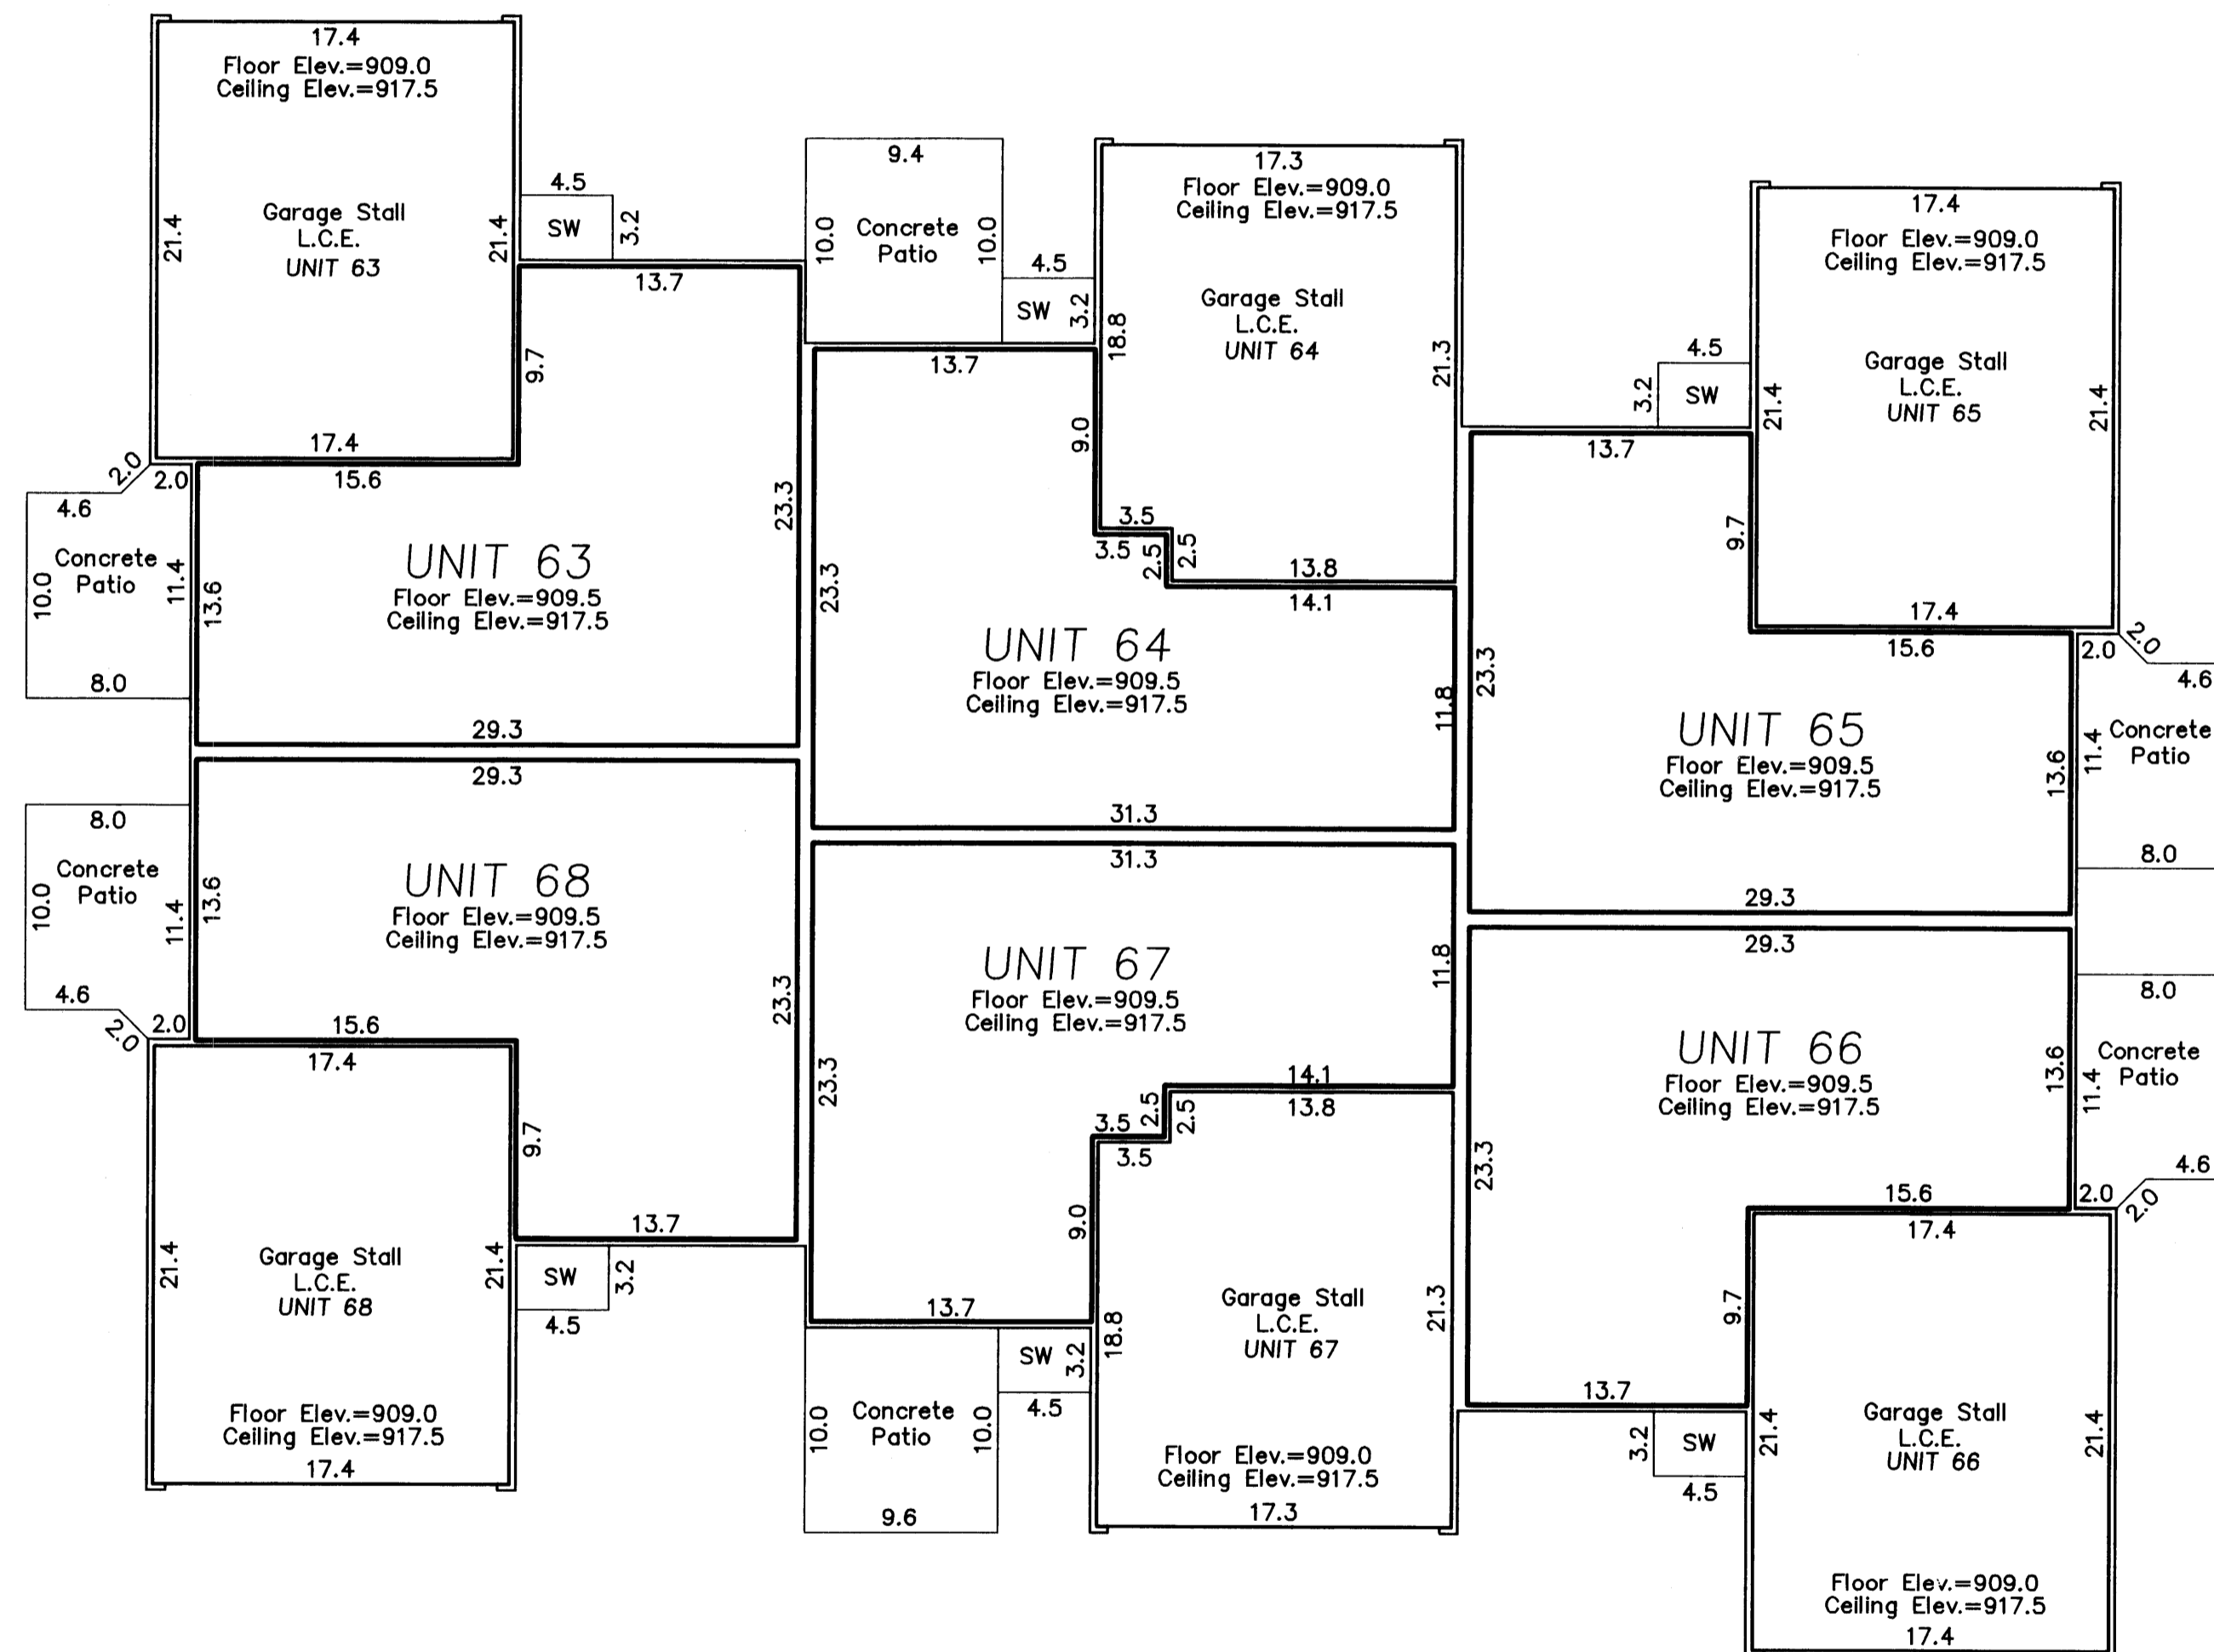 17.4
Floor Elev.=909.0
Ceiling Elev.=917.5
21.4
Garage Stall
L.C.E.
UNIT 63
21.4
17.4
4.5
SW
3.2
13.7
9.7
15.6
2.0
2.0
4.6
Concrete
Patio
10.0
11.4
8.0
13.6
UNIT 63
Floor Elev.=909.5
Ceiling Elev.=917.5
23.3
29.3
9.4
10.0
Concrete
Patio
10.0
4.5
SW
3.2
17.3
Floor Elev.=909.0
Ceiling Elev.=917.5
Garage Stall
L.C.E.
UNIT 64
18.8
21.3
3.5
2.5
13.8
13.7
9.0
3.5
2.5
14.1
23.3
UNIT 64
Floor Elev.=909.5
Ceiling Elev.=917.5
11.8
31.3
17.4
Floor Elev.=909.0
Ceiling Elev.=917.5
Garage Stall
L.C.E.
UNIT 65
21.4
21.4
17.4
4.5
3.2
SW
13.7
9.7
15.6
23.3
UNIT 65
Floor Elev.=909.5
Ceiling Elev.=917.5
13.6
29.3
2.0
2.0
4.6
11.4
Concrete
Patio
8.0
29.3
8.0
Concrete
Patio
10.0
11.4
4.6
2.0
2.0
13.6
UNIT 68
Floor Elev.=909.5
Ceiling Elev.=917.5
23.3
15.6
9.7
13.7
17.4
21.4
Garage Stall
L.C.E.
UNIT 68
21.4
Floor Elev.=909.0
Ceiling Elev.=917.5
17.4
SW
3.2
4.5
31.3
UNIT 67
Floor Elev.=909.5
Ceiling Elev.=917.5
11.8
23.3
14.1
2.5
3.5
9.0
13.7
13.8
2.5
3.5
18.8
Garage Stall
L.C.E.
UNIT 67
21.3
Floor Elev.=909.0
Ceiling Elev.=917.5
17.3
SW
3.2
4.5
10.0
Concrete
Patio
10.0
9.6
29.3
UNIT 66
Floor Elev.=909.5
Ceiling Elev.=917.5
13.6
23.3
15.6
9.7
13.7
8.0
Concrete
Patio
11.4
4.6
2.0
2.0
17.4
3.2
SW
4.5
21.4
Garage Stall
L.C.E.
UNIT 66
21.4
Floor Elev.=909.0
Ceiling Elev.=917.5
17.4